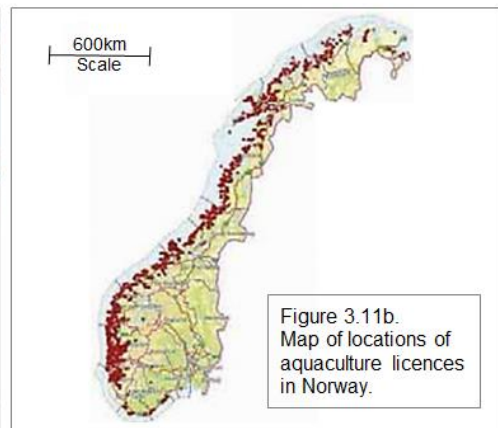 600km
Scale
Figure 3.11b.
Map of locations of
aquaculture licences
in Norway.